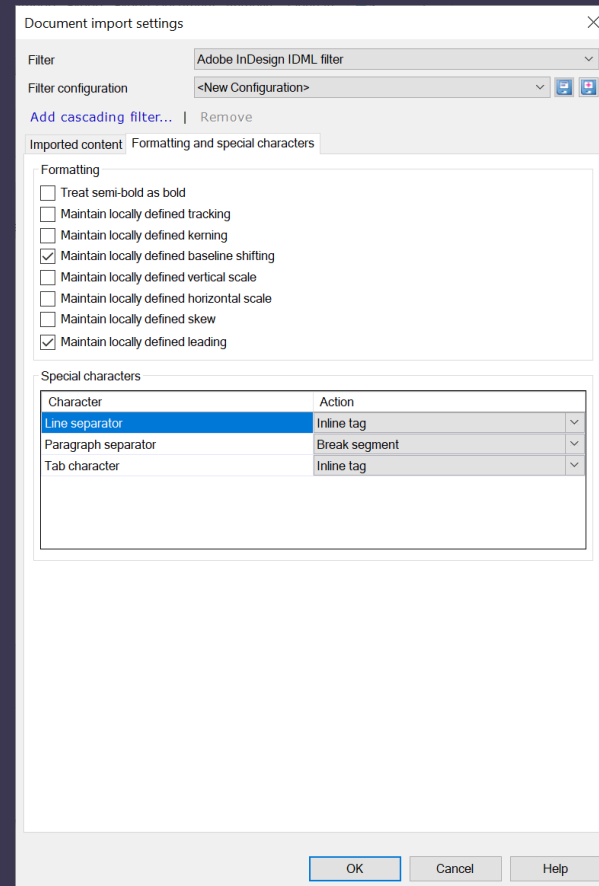 Document import settings
Filter
Adobe InDesign IDML filter
Filter configuration
<New Configuration>
Add cascading filter... | Remove
Imported content
Formatting and special characters
Formatting
Treat semi-bold as bold
Maintain locally defined tracking
Maintain locally defined kerning
Maintain locally defined baseline shifting
Maintain locally defined vertical scale
Maintain locally defined horizontal scale
Maintain locally defined skew
Maintain locally defined leading
Special characters
Character Action
Line separator Inline tag
Paragraph separator Break segment
Tab character Inline tag
OK Cancel Help